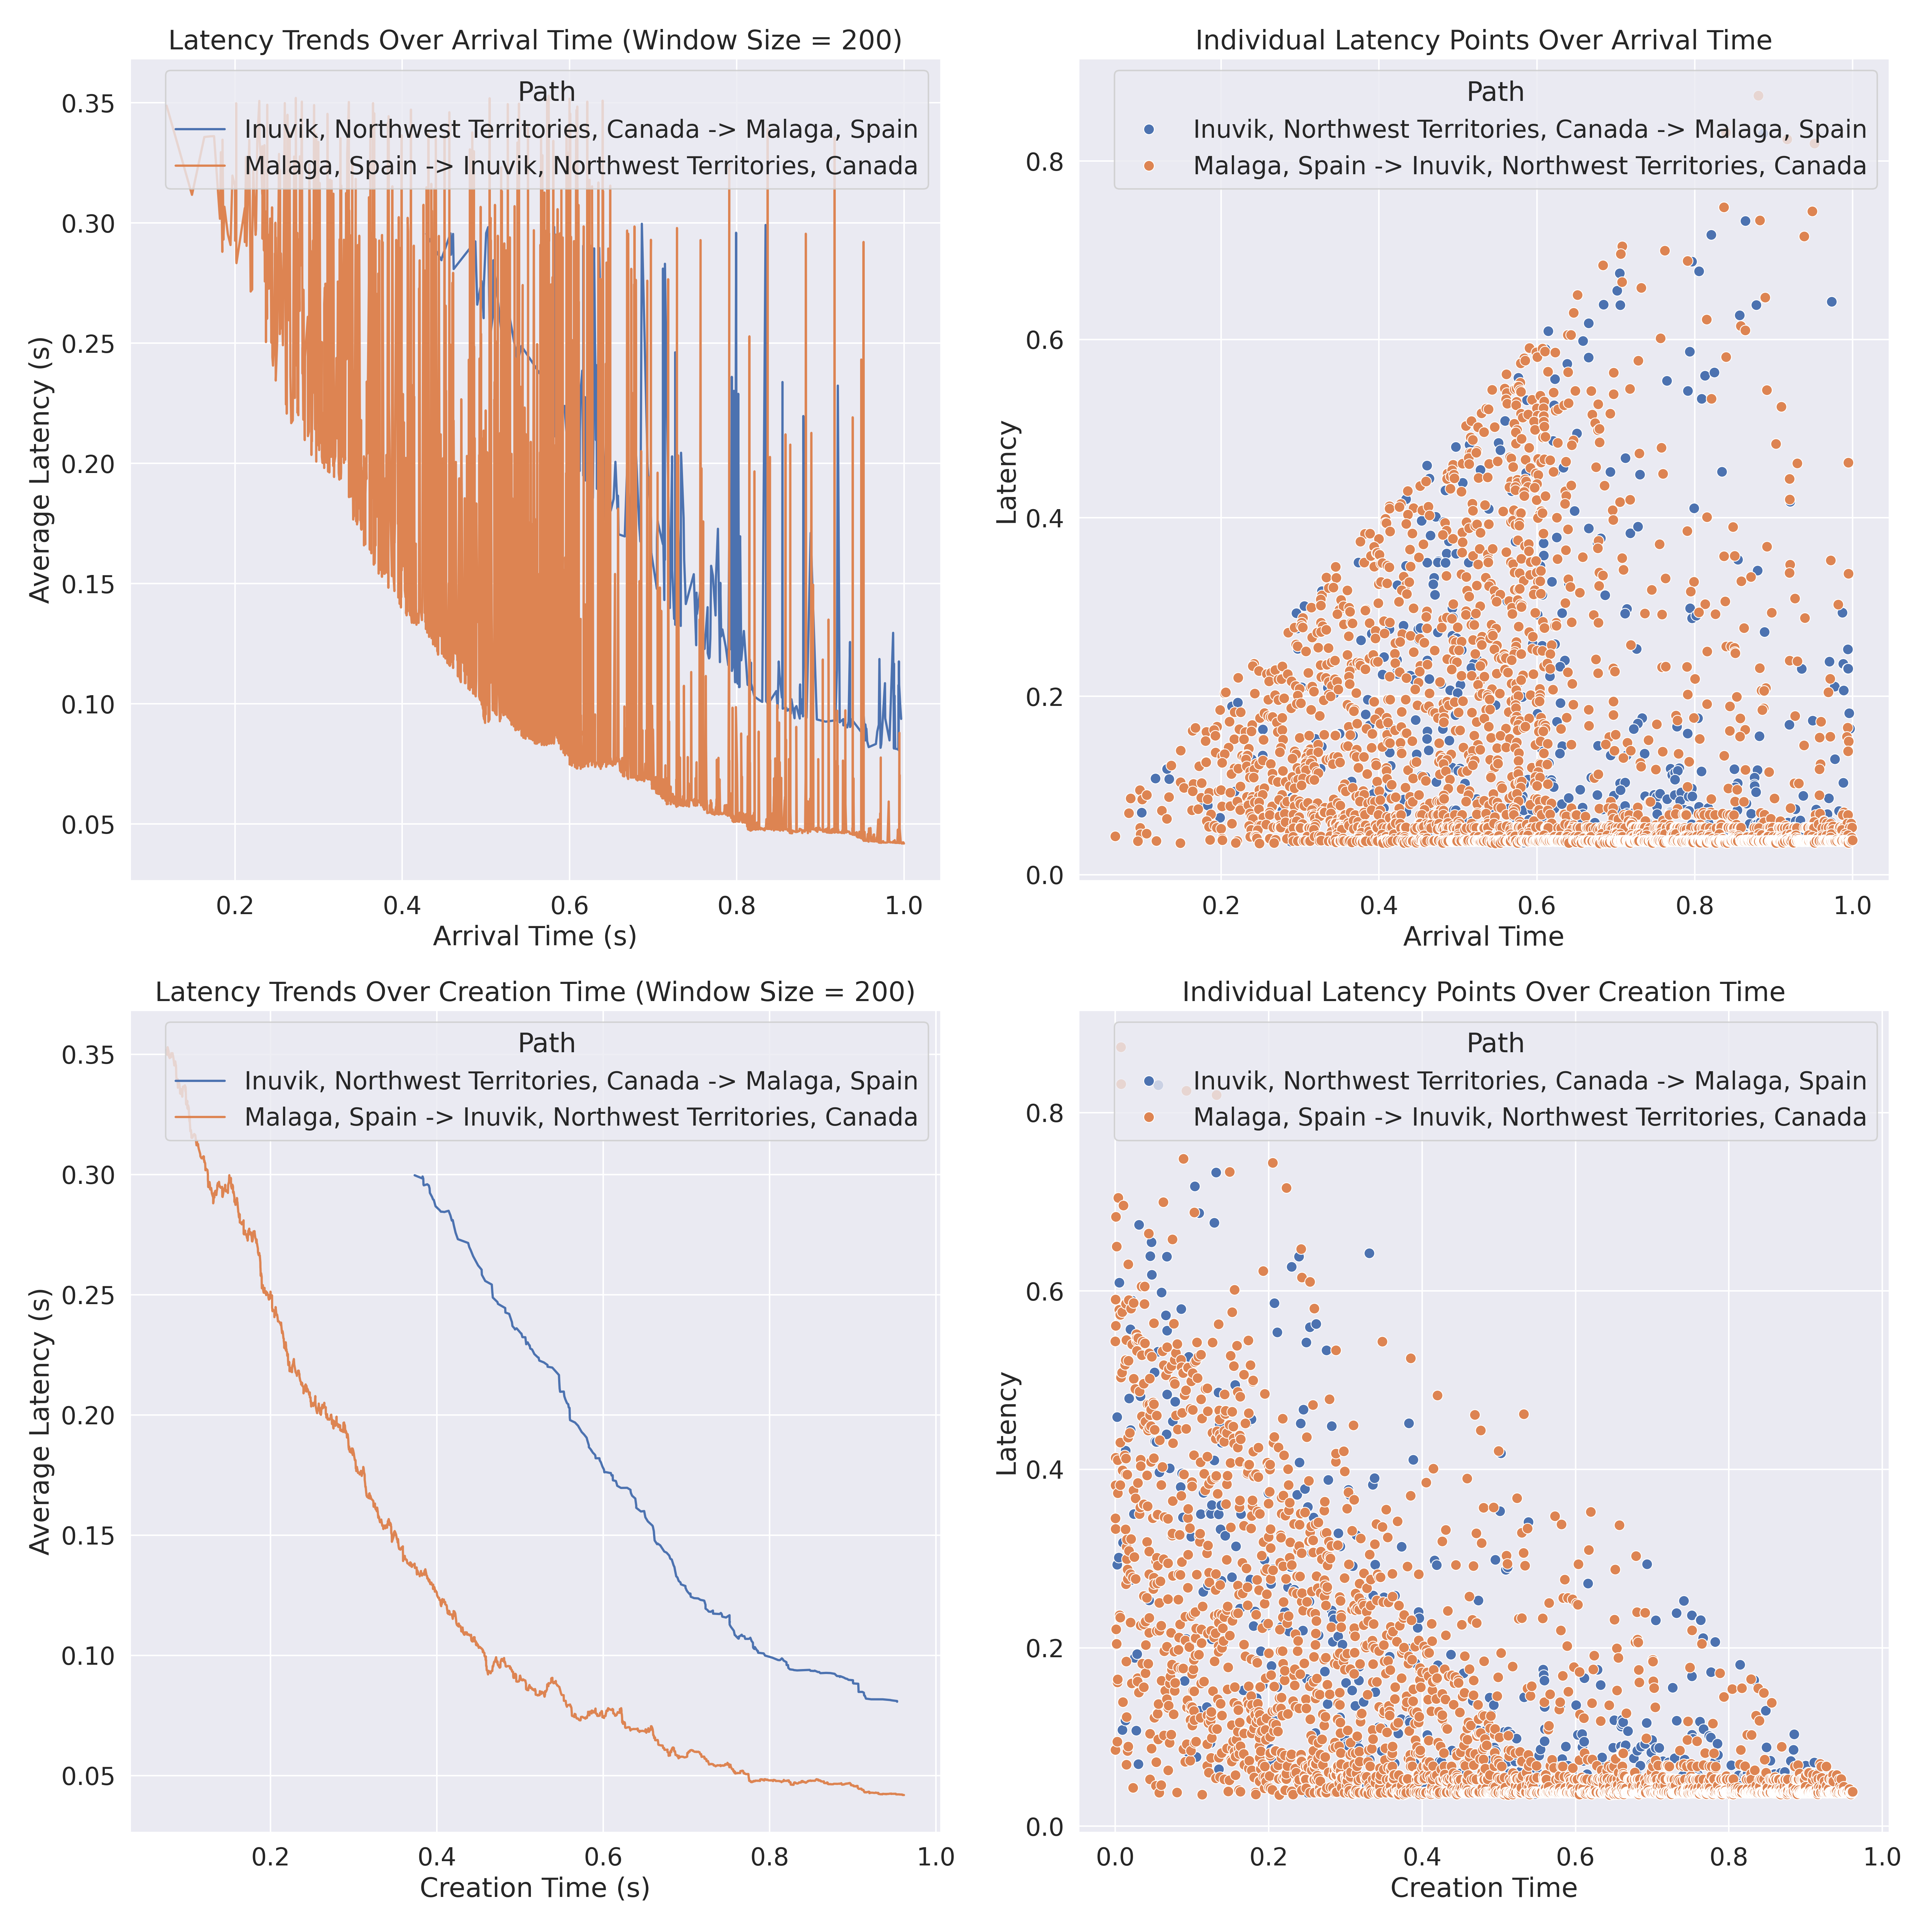 Latency Trends Over Arrival Time (Window Size = 200)
Path
Inuvik, Northwest Territories, Canada -> Malaga, Spain
Malaga, Spain -> Inuvik, Northwest Territories, Canada
0.35
0.30
0.25
0.20
0.15
0.10
0.05
Average Latency (s)
0.2
0.4
0.6
0.8
1.0
Arrival Time (s)
Individual Latency Points Over Arrival Time
Path
Inuvik, Northwest Territories, Canada -> Malaga, Spain
Malaga, Spain -> Inuvik, Northwest Territories, Canada
0.8
0.6
0.4
0.2
0.0
Latency
0.2
0.4
0.6
0.8
1.0
Arrival Time
Latency Trends Over Creation Time (Window Size = 200)
Path
Inuvik, Northwest Territories, Canada -> Malaga, Spain
Malaga, Spain -> Inuvik, Northwest Territories, Canada
0.35
0.30
0.25
0.20
0.15
0.10
0.05
Average Latency (s)
0.2
0.4
0.6
0.8
1.0
Creation Time (s)
Individual Latency Points Over Creation Time
Path
Inuvik, Northwest Territories, Canada -> Malaga, Spain
Malaga, Spain -> Inuvik, Northwest Territories, Canada
0.8
0.6
0.4
0.2
0.0
Latency
0.0
0.2
0.4
0.6
0.8
1.0
Creation Time